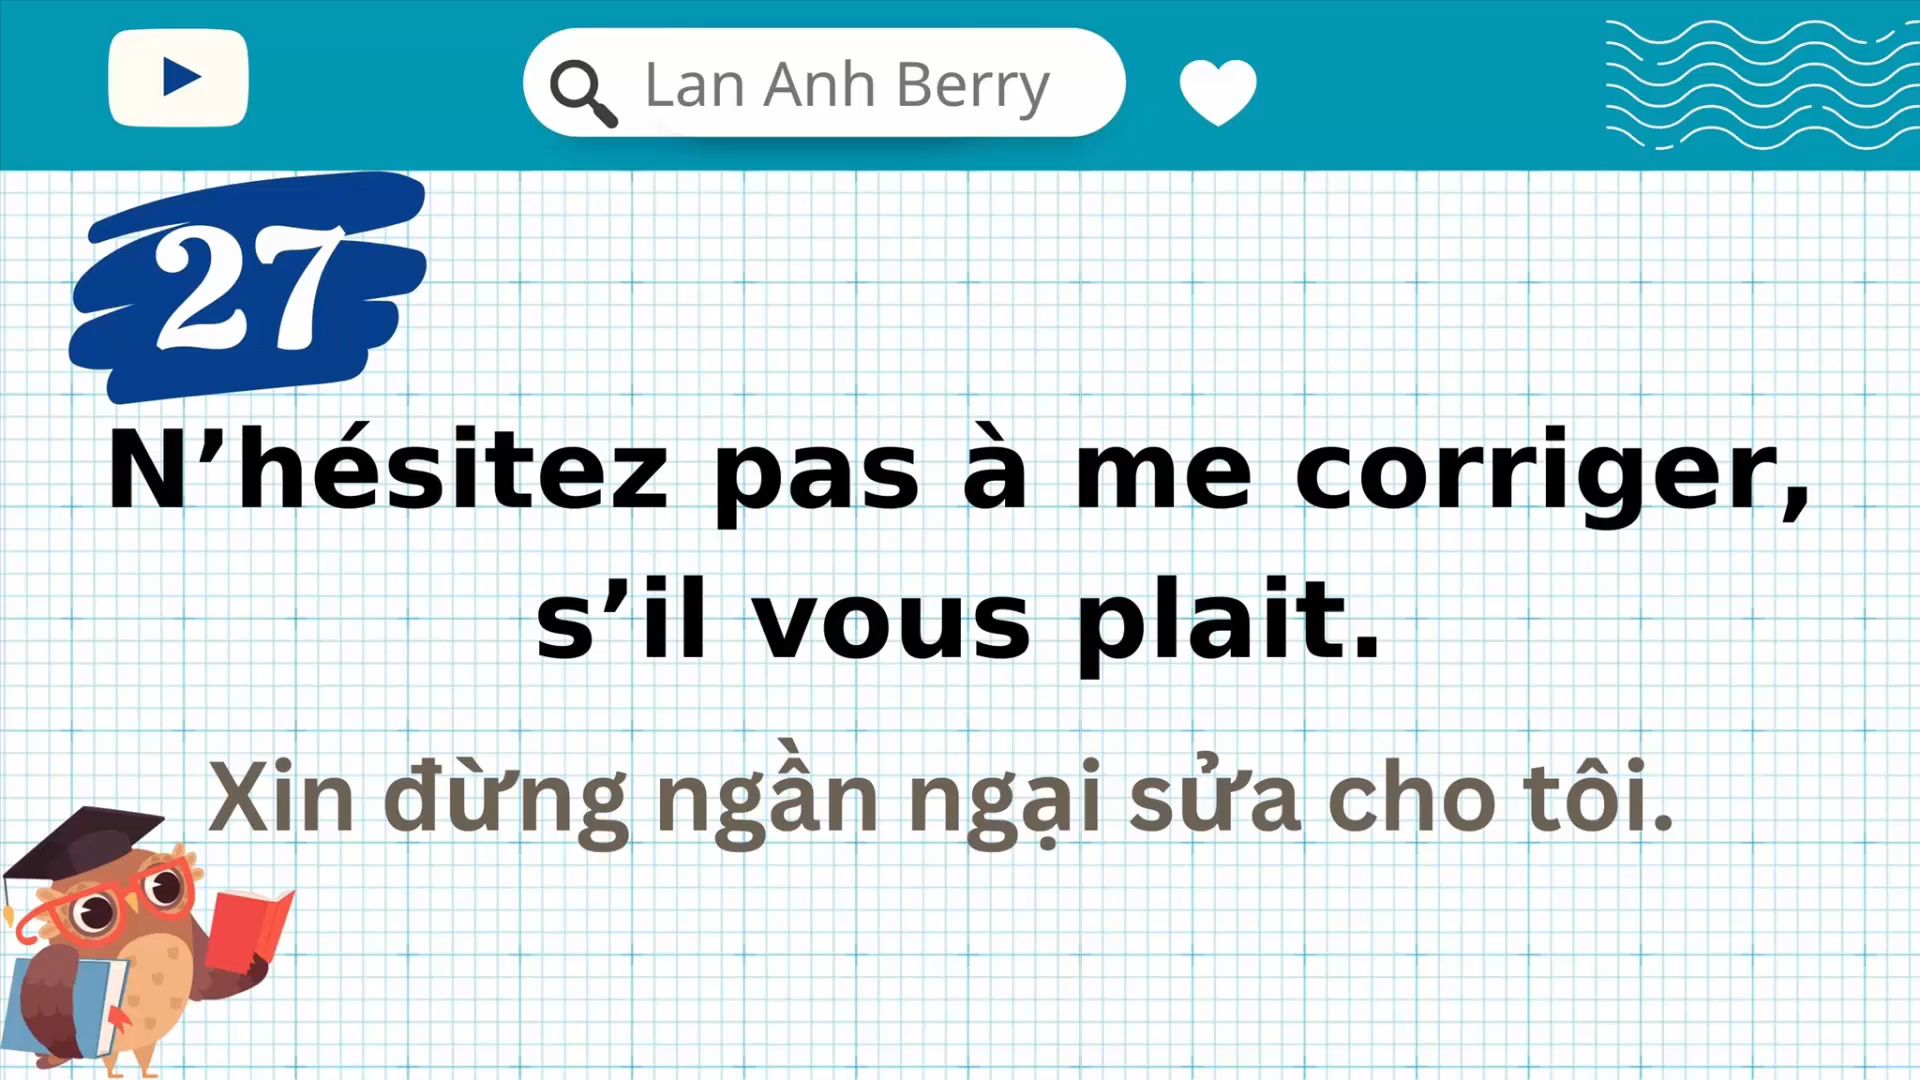 Lan Anh Berry
27
N’hésitez pas à me corriger,
s’il vous plait.
Xin đừng ngần ngại sửa cho tôi.